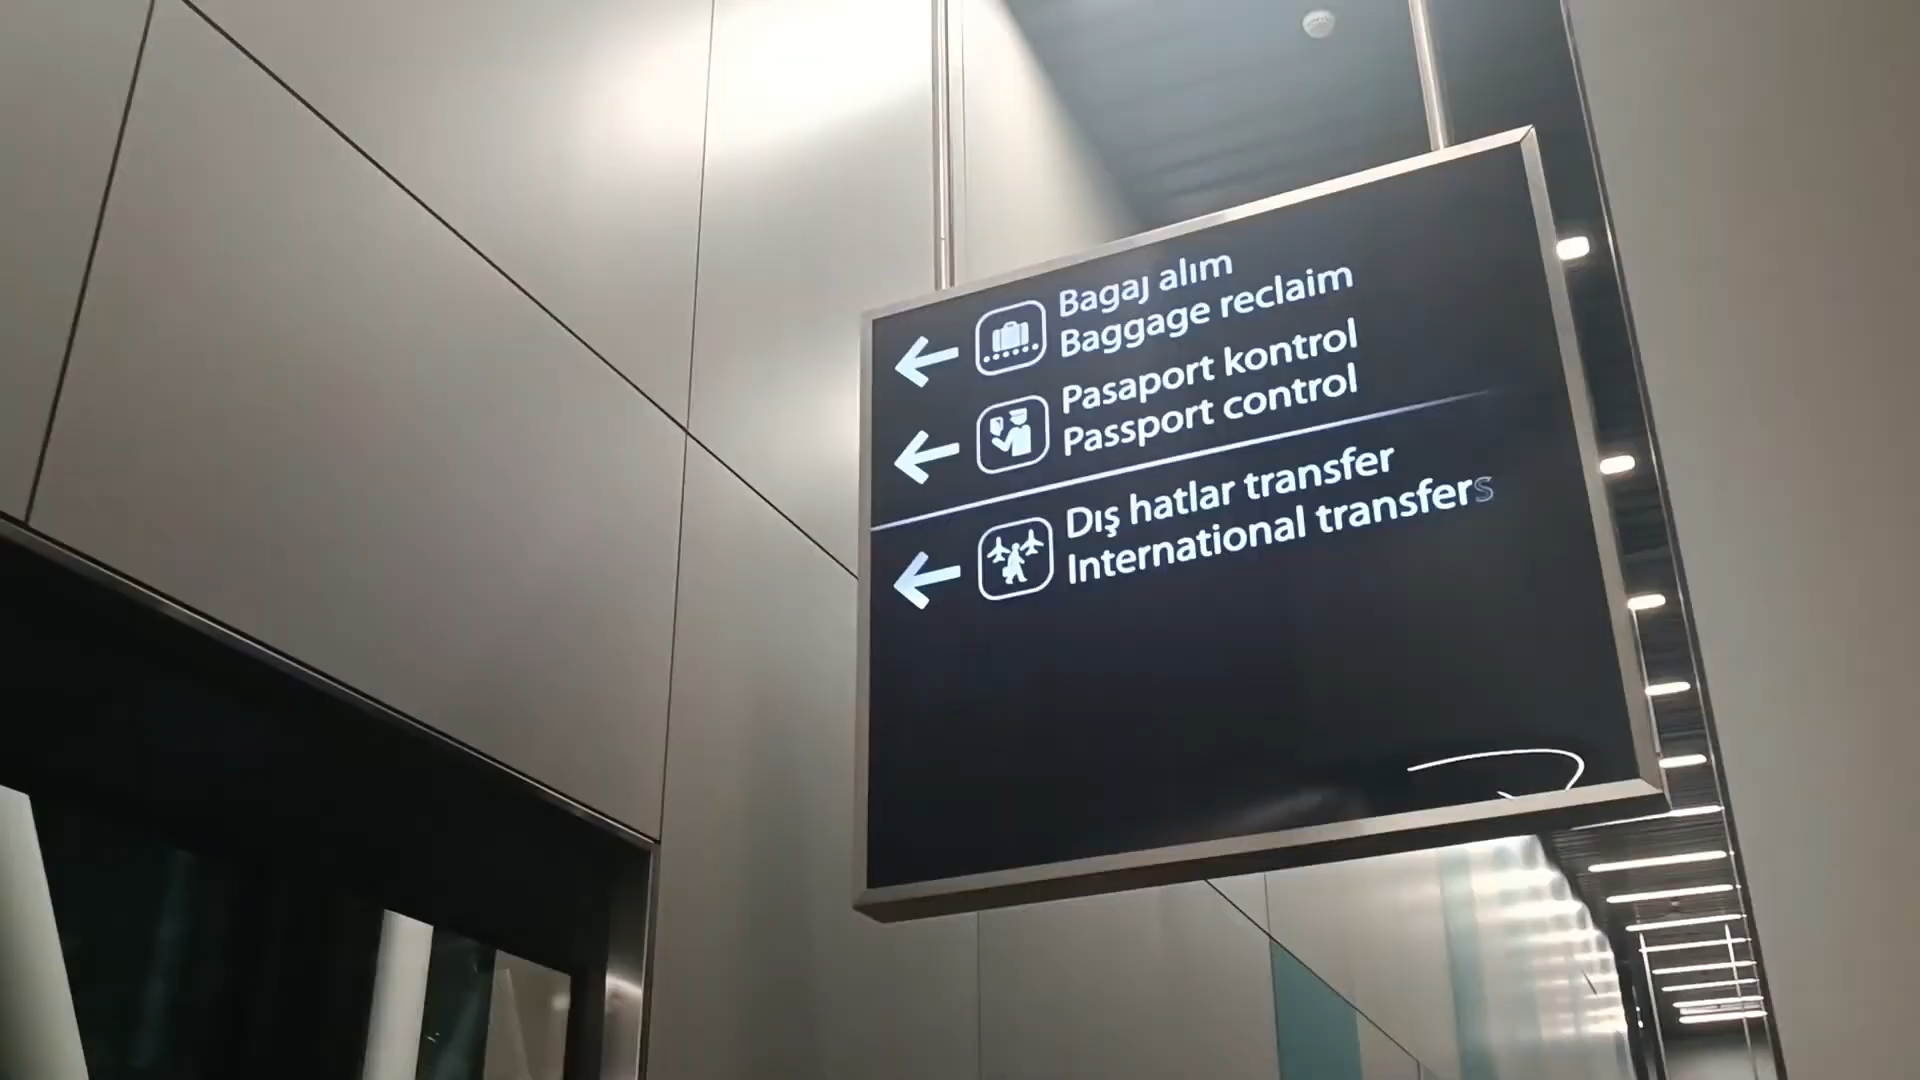 Bagaj alım
Baggage reclaim
Pasaport kontrol
Passport control
Dış hatlar transfer
International transfers